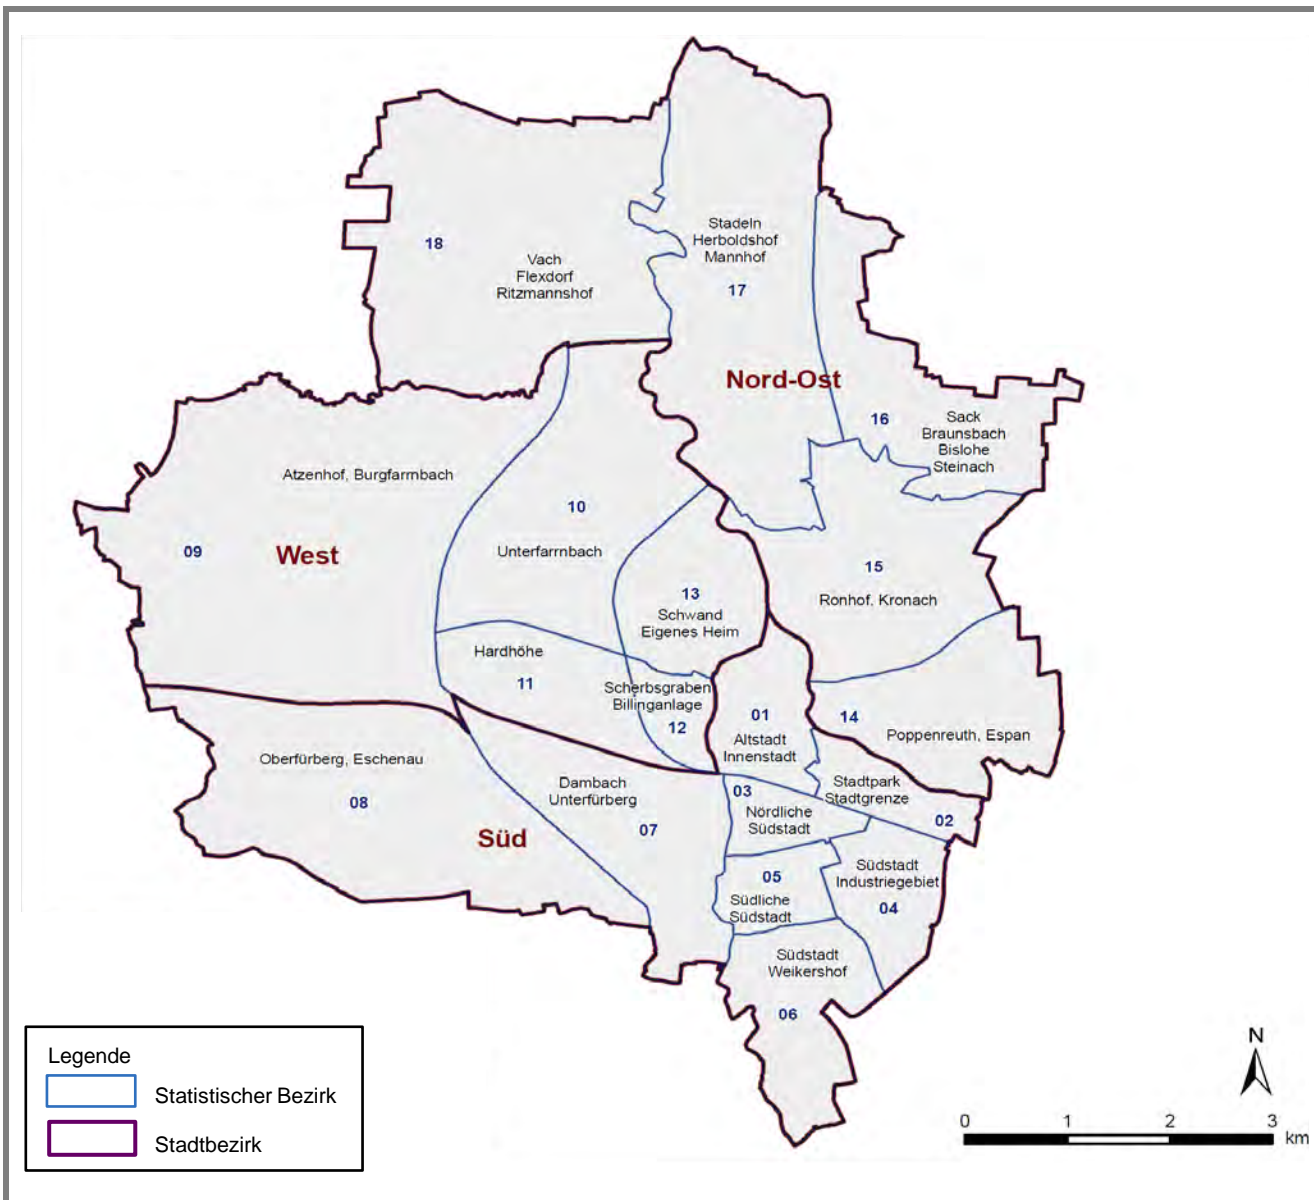 18
Vach
Flexdorf
Ritzmannshof
Stadeln
Herboldshof
Mannhof
17
Nord-Ost
16
Sack
Braunsbach
Bislohe
Steinach
Atzenhof, Burgfarrnbach
09
West
10
Unterfarrnbach
13
Schwand
Eigenes Heim
15
Ronhof, Kronach
Hardhöhe
11
Scherbsgraben
Billinganlage
12
01
Altstadt
Innenstadt
14
Poppenreuth, Espan
Oberfürberg, Eschenau
08
Süd
Dambach
Unterfürberg
07
03
Nördliche
Südstadt
Stadtpark
Stadtgrenze
02
05
Südliche
Südstadt
Südstadt
Industriegebiet
04
Südstadt
Weikershof
06
Legende
Statistischer Bezirk
Stadtbezirk
N
0 1 2 3
km